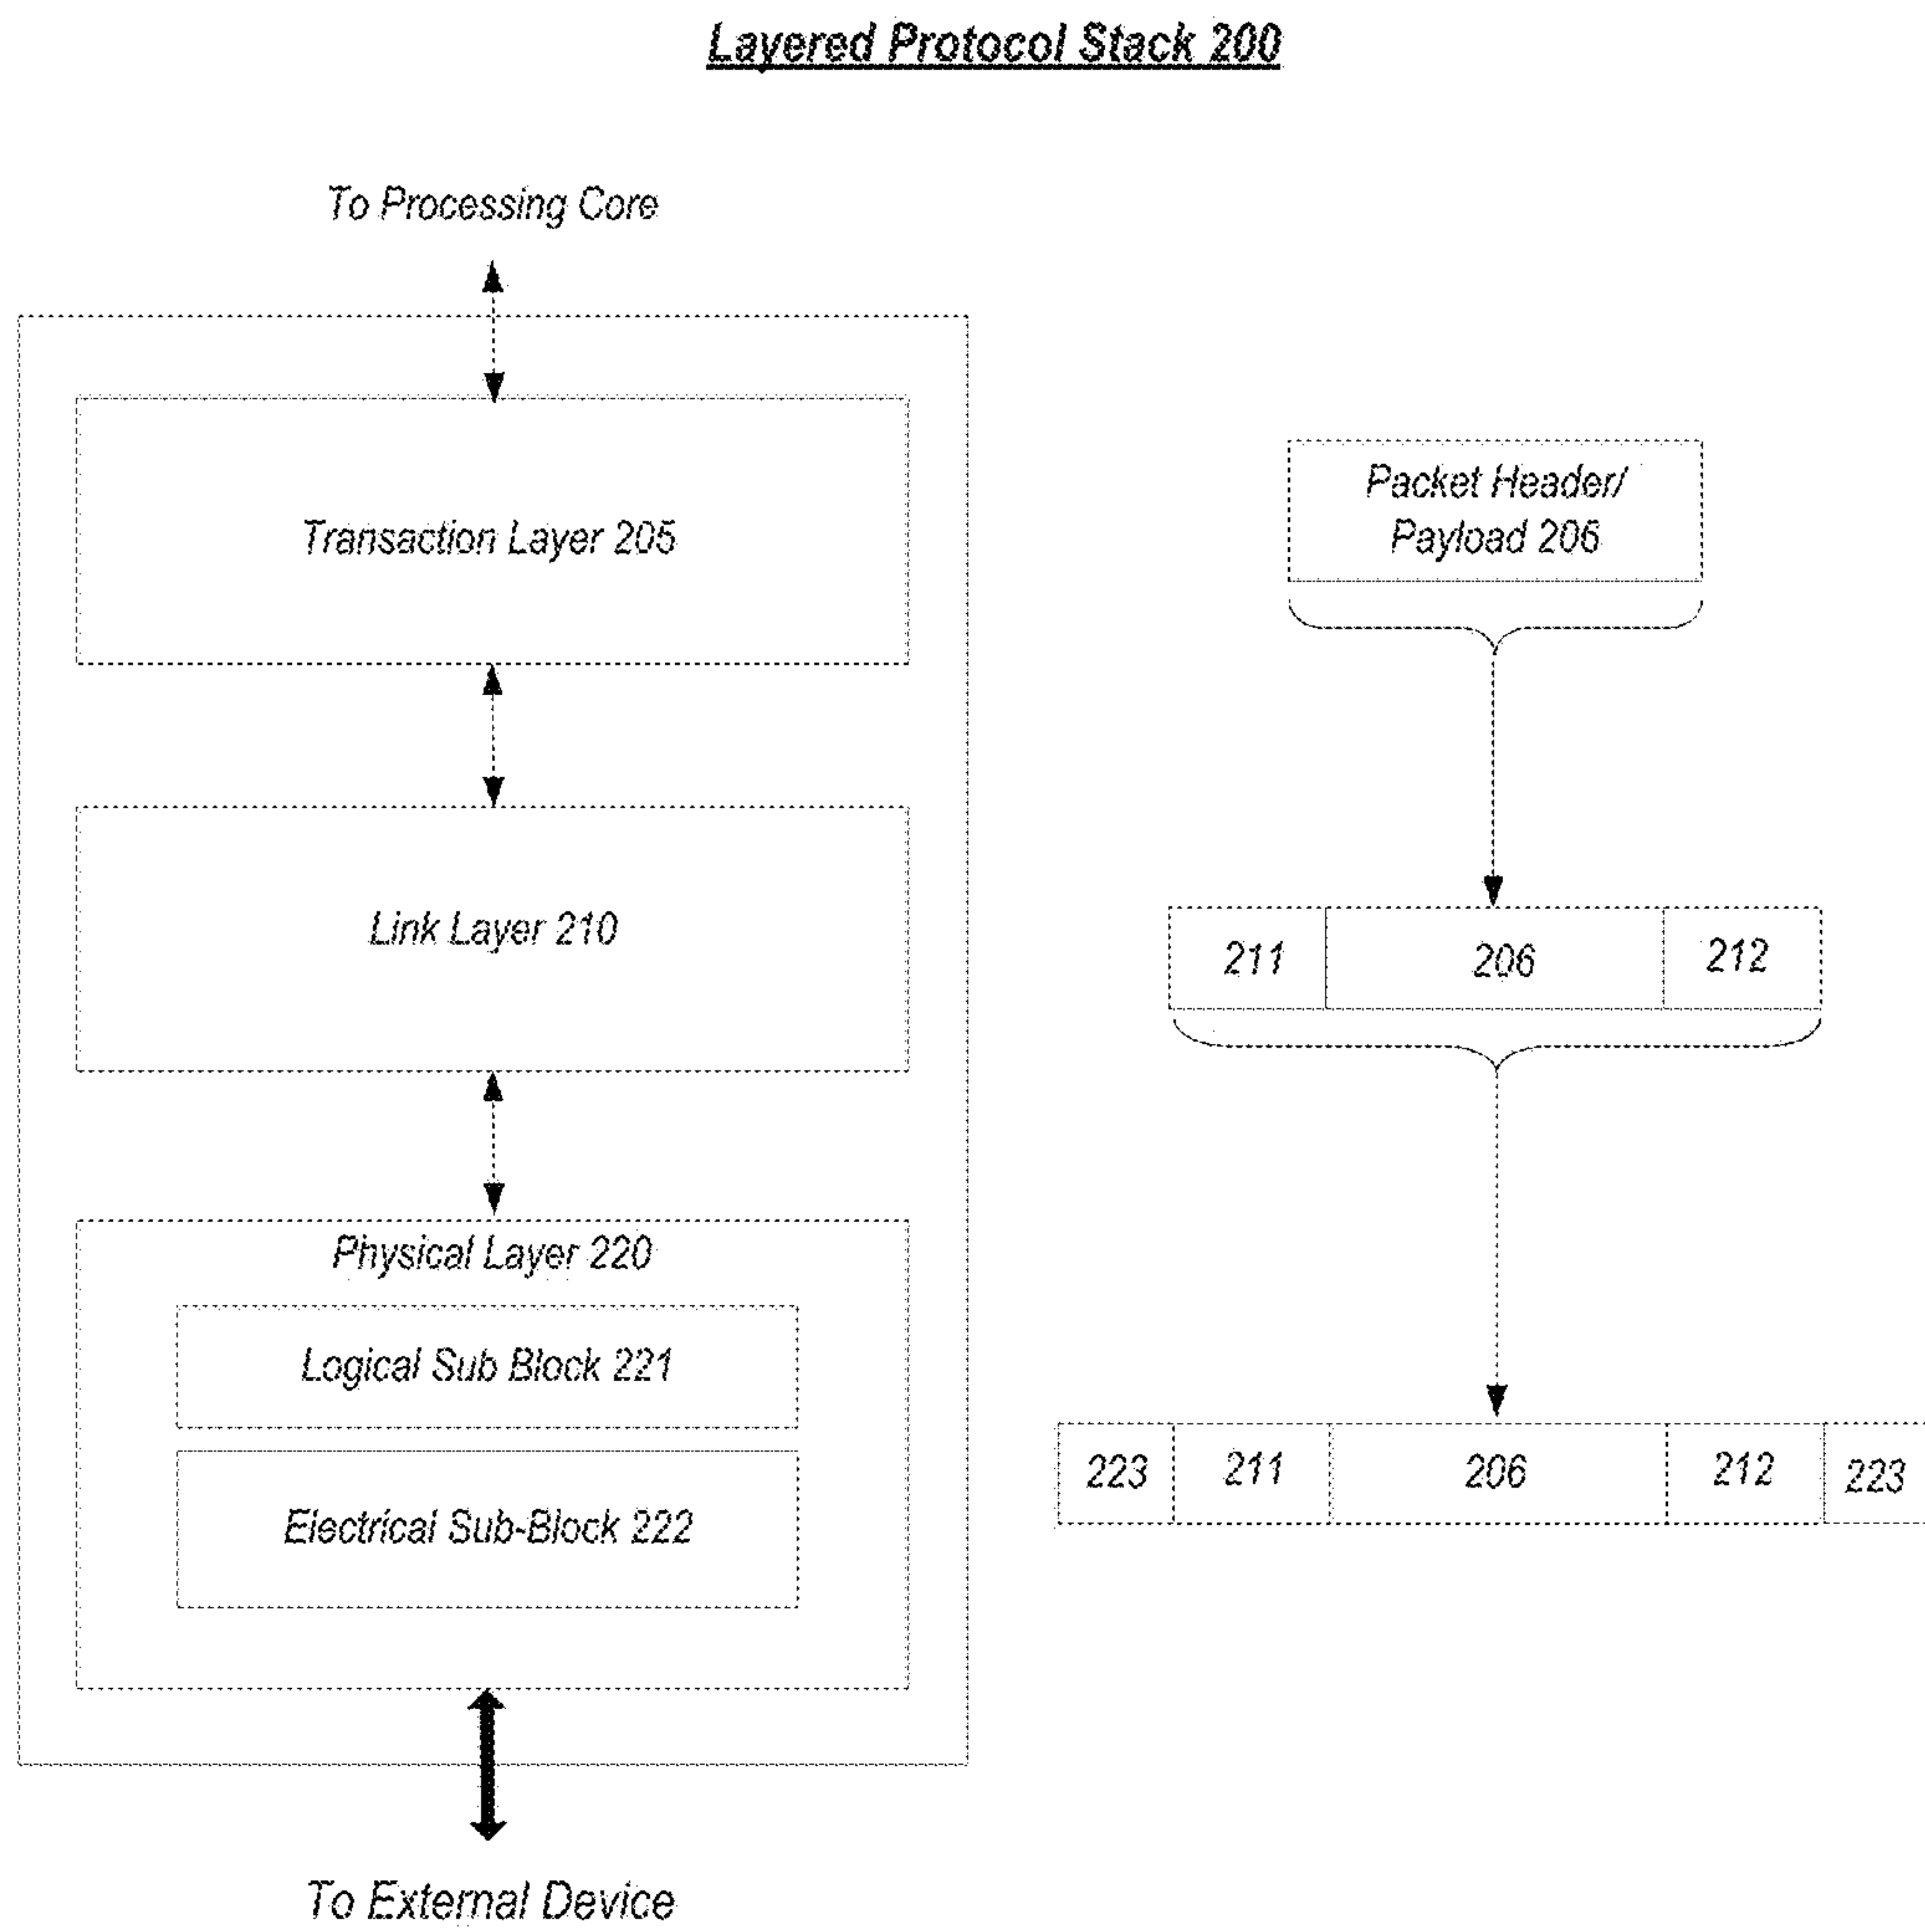 Layered Protocol Stack 200
To Processing Core
Transaction Layer 205
Packet Header/
Payload 206
Link Layer 210
211 206 212
Physical Layer 220
Logical Sub Block 221
Electrical Sub-Block 222
223 211 206 212 223
To External Device